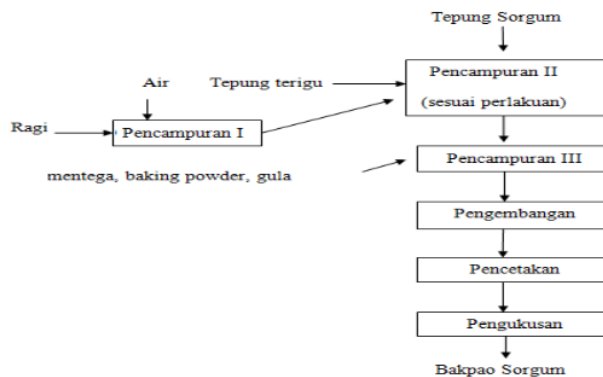 Tepung Sorgum
Air
Tepung terigu
Pencampuran II
(sesuai perlakuan)
Ragi
Pencampuran I
mentega, baking powder, gula
Pencampuran III
Pengembangan
Pencetakan
Pengukusan
Bakpao Sorgum